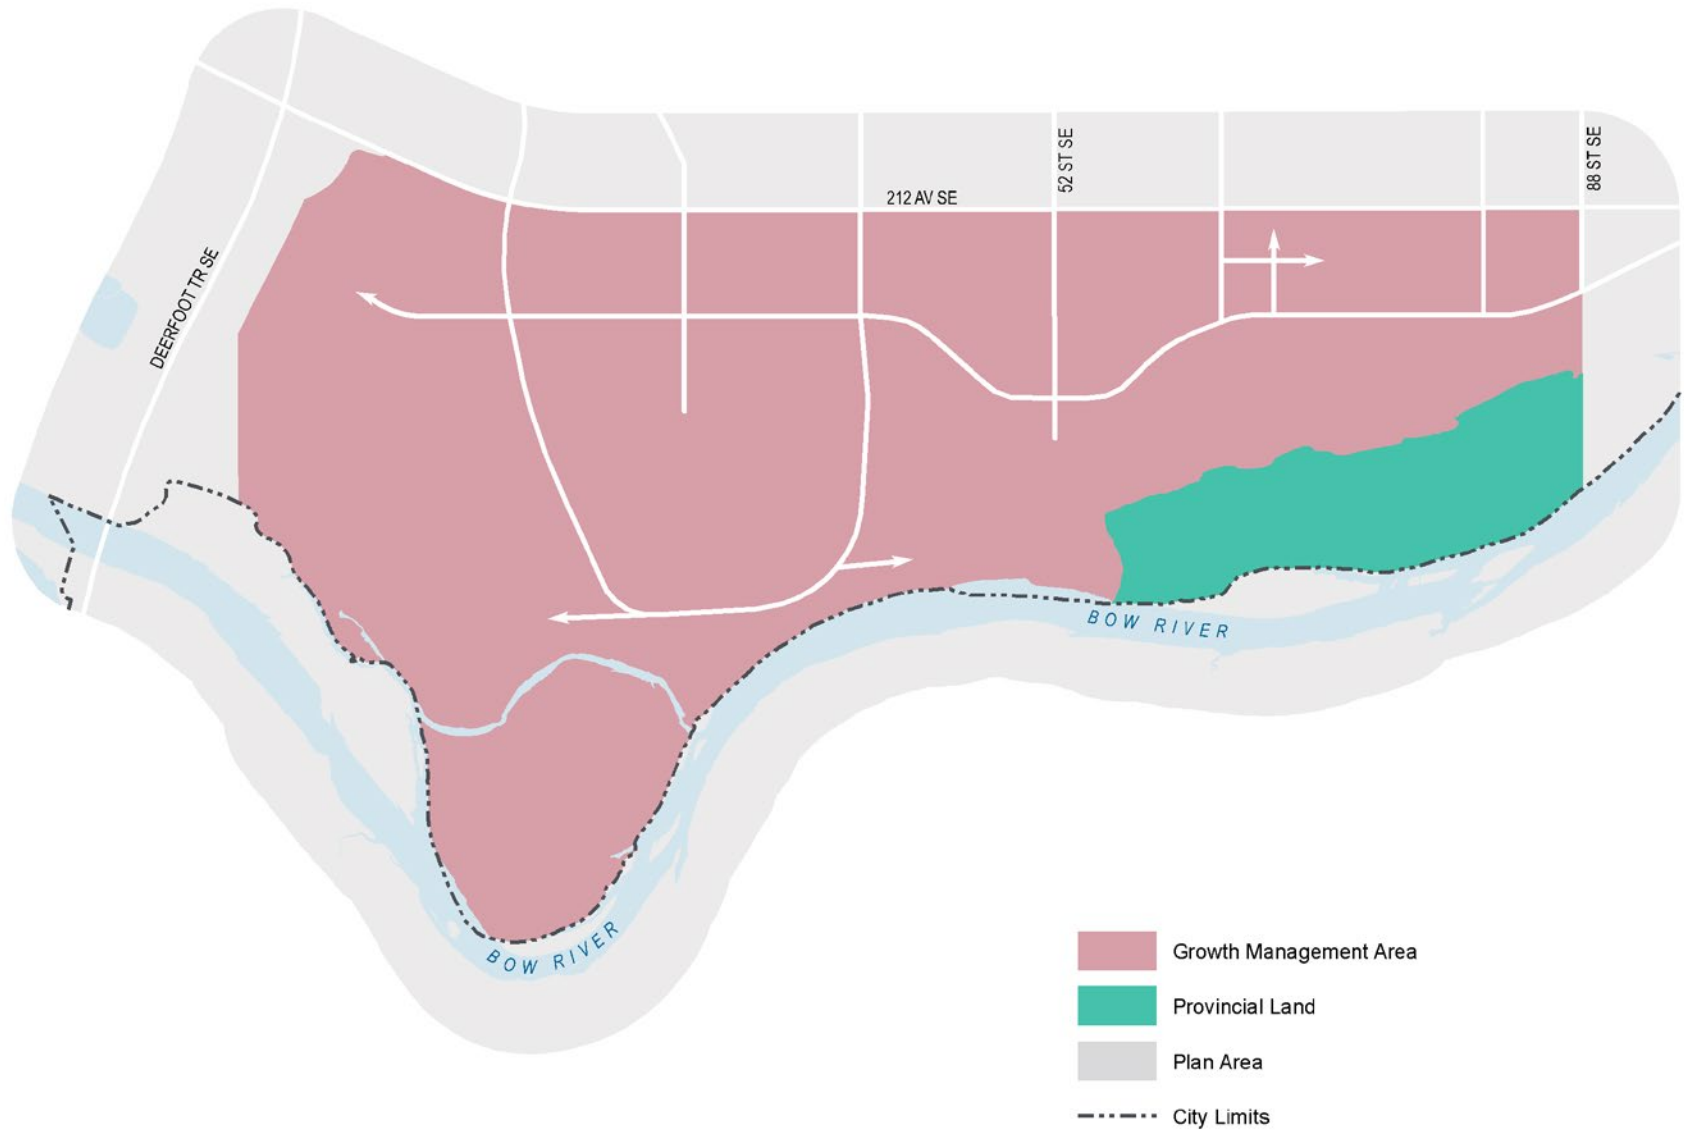 52 ST SE
88 ST SE
212 AV SE
DEERFOOT TR SE
BOW RIVER
BOW RIVER
Growth Management Area
Provincial Land
Plan Area
City Limits